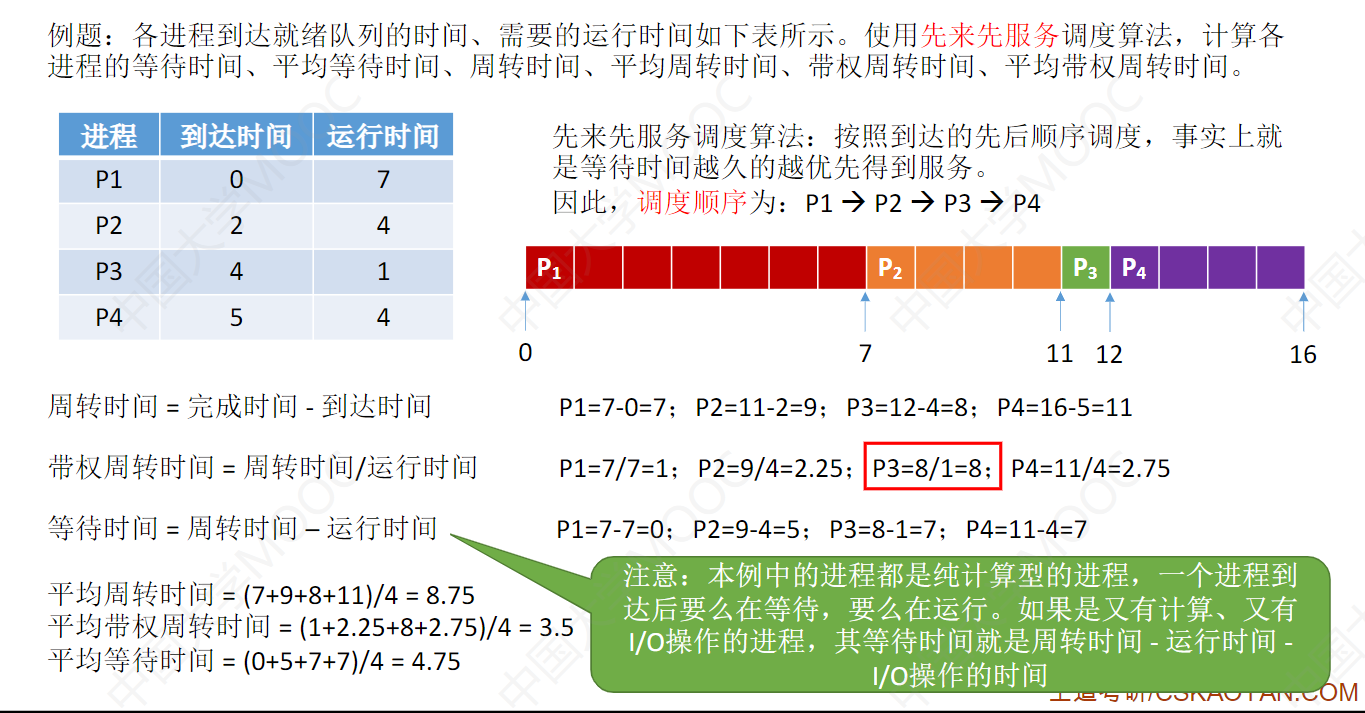 例题：各进程到达就绪队列的时间、需要的运行时间如下表所示。使用先来先服务调度算法，计算各
进程的等待时间、平均等待时间、周转时间、平均周转时间、带权周转时间、平均带权周转时间。
进程 到达时间 运行时间
P1 0 7
P2 2 4
P3 4 1
P4 5 4
先来先服务调度算法：按照到达的先后顺序调度，事实上就
是等待时间越久的越优先得到服务。
因此，调度顺序为：P1 → P2 → P3 → P4
P1 P2 P3 P4
0 7 11 12 16
周转时间 = 完成时间 - 到达时间
P1=7-0=7；P2=11-2=9；P3=12-4=8；P4=16-5=11
带权周转时间 = 周转时间/运行时间
P1=7/7=1；P2=9/4=2.25；P3=8/1=8；P4=11/4=2.75
等待时间 = 周转时间 – 运行时间
P1=7-7=0；P2=9-4=5；P3=8-1=7；P4=11-4=7
平均周转时间 = (7+9+8+11)/4 = 8.75
平均带权周转时间 = (1+2.25+8+2.75)/4 = 3.5
平均等待时间 = (0+5+7+7)/4 = 4.75
注意：本例中的进程都是纯计算型的进程，一个进程到
达后要么在等待，要么在运行。如果是又有计算、又有
I/O操作的进程，其等待时间就是周转时间 - 运行时间 -
I/O操作的时间
王道考研/CSKAOYAN.COM
中国大学MOOC